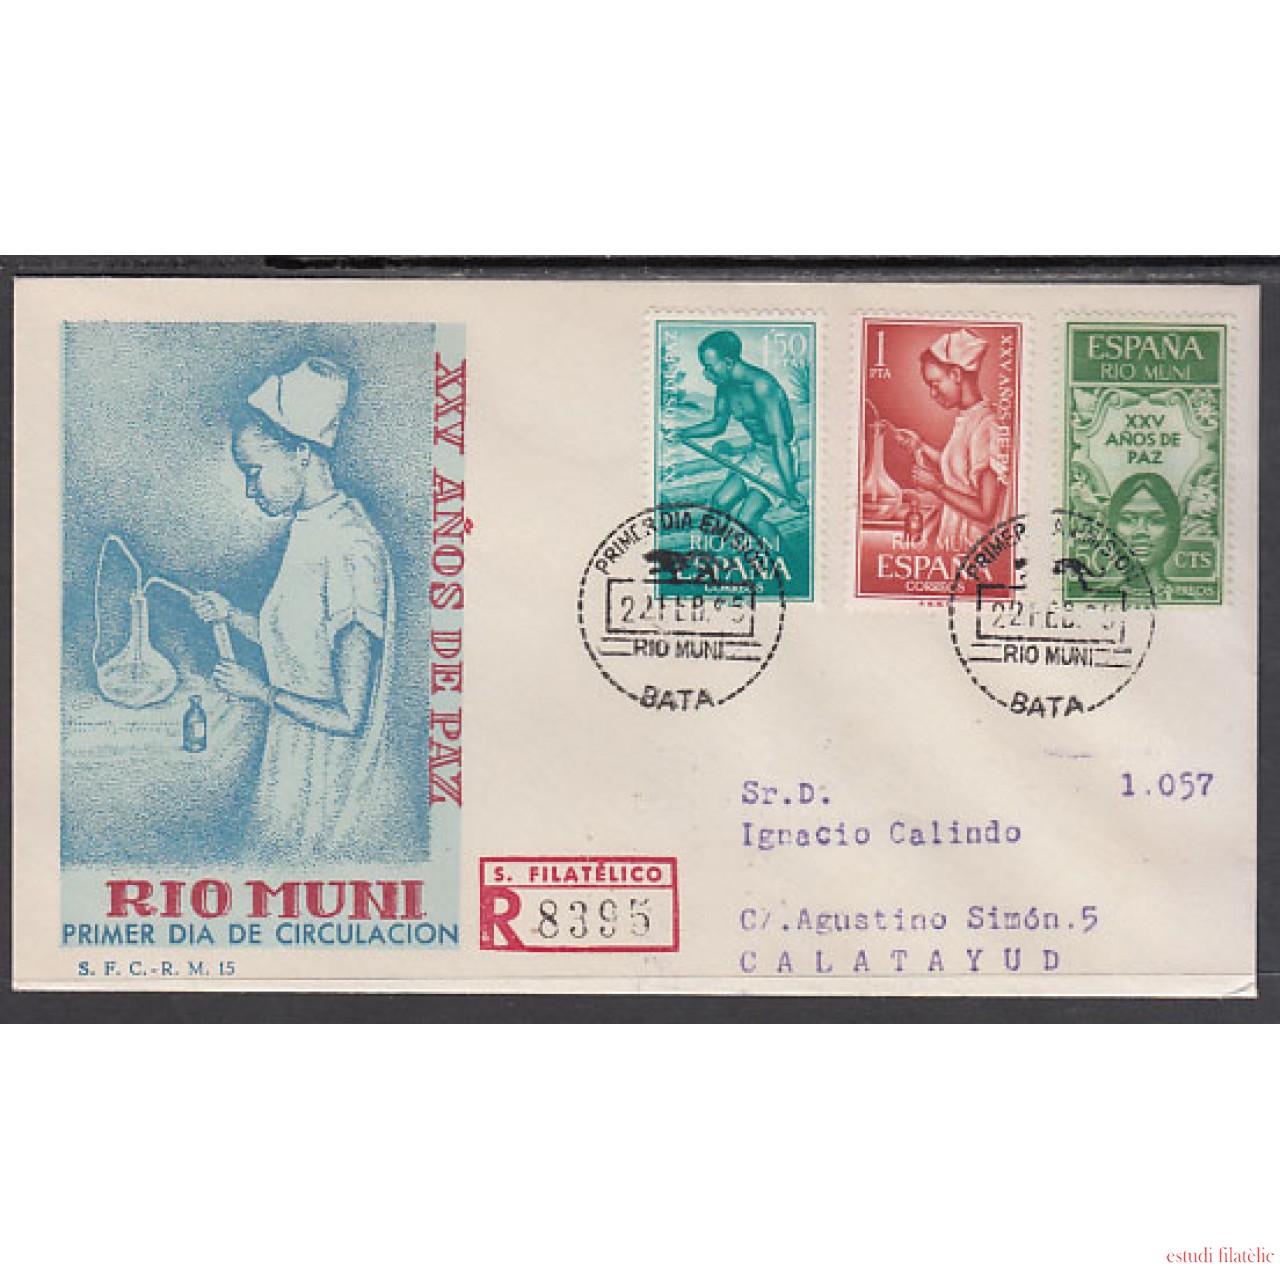 XXV AÑOS DE PAZ
RIO MUNI
PRIMER DIA DE CIRCULACION
S. F. C.-R. M. 15
S. FILATÉLICO
R 8395
1'50
RIO MUNI
ESPAÑA
CORREOS
1
PTA
XXV AÑOS DE PAZ
RIO MUNI
ESPAÑA
CORREOS
ESPAÑA
RIO MUNI
XXV
AÑOS DE
PAZ
CTS
PRIMER DIA EMISION
22 FEB. 65
RIO MUNI
BATA
PRIMER
22 FEB.
RIO MUNI
BATA
1.057
Sr.D.
Ignacio Calindo
C/.Agustino Simón.5
CALATAYUD
estudi filatèlic